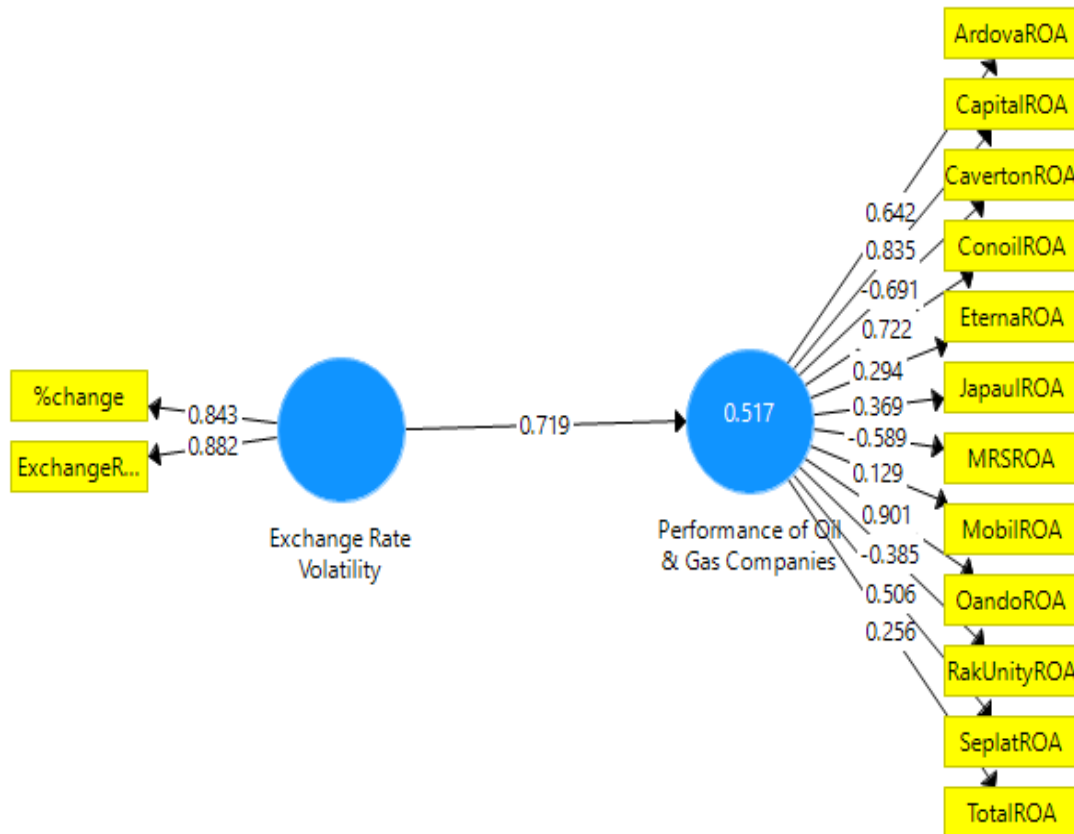 %change
ExchangeR...
0.843
0.882
Exchange Rate
Volatility
0.719
0.517
Performance of Oil
& Gas Companies
0.642
0.835
-0.691
0.722
-
0.294
0.369
-0.589
0.129
0.901
-0.385
0.506
0.256
ArdovaROA
CapitalROA
CavertonROA
ConoilROA
EternaROA
JapaulROA
MRSROA
MobilROA
OandoROA
RakUnityROA
SeplatROA
TotalROA